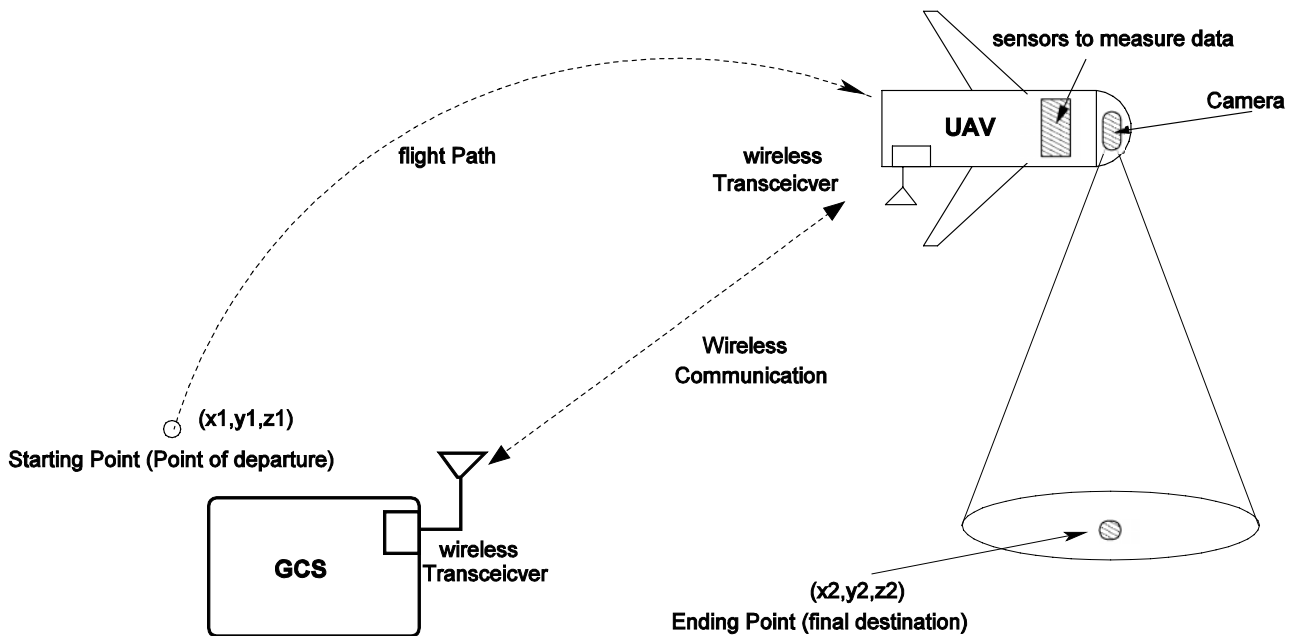 sensors to measure data
Camera
UAV
flight Path
wireless
Transceicver
Wireless
Communication
(x1,y1,z1)
Starting Point (Point of departure)
GCS
wireless
Transceicver
(x2,y2,z2)
Ending Point (final destination)